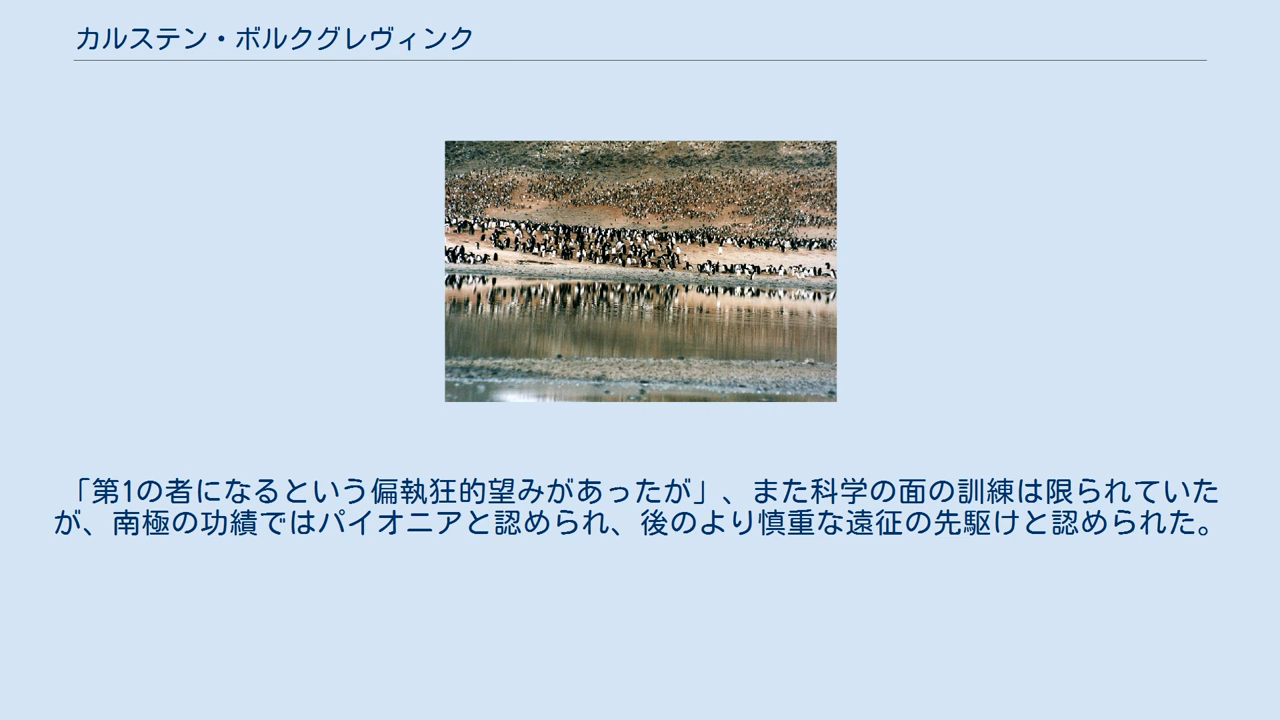 カルステン・ボルクグレヴィンク
「第1の者になるという偏執狂的望みがあったが」、また科学の面の訓練は限られていた
が、南極の功績ではパイオニアと認められ、後のより慎重な遠征の先駆けと認められた。